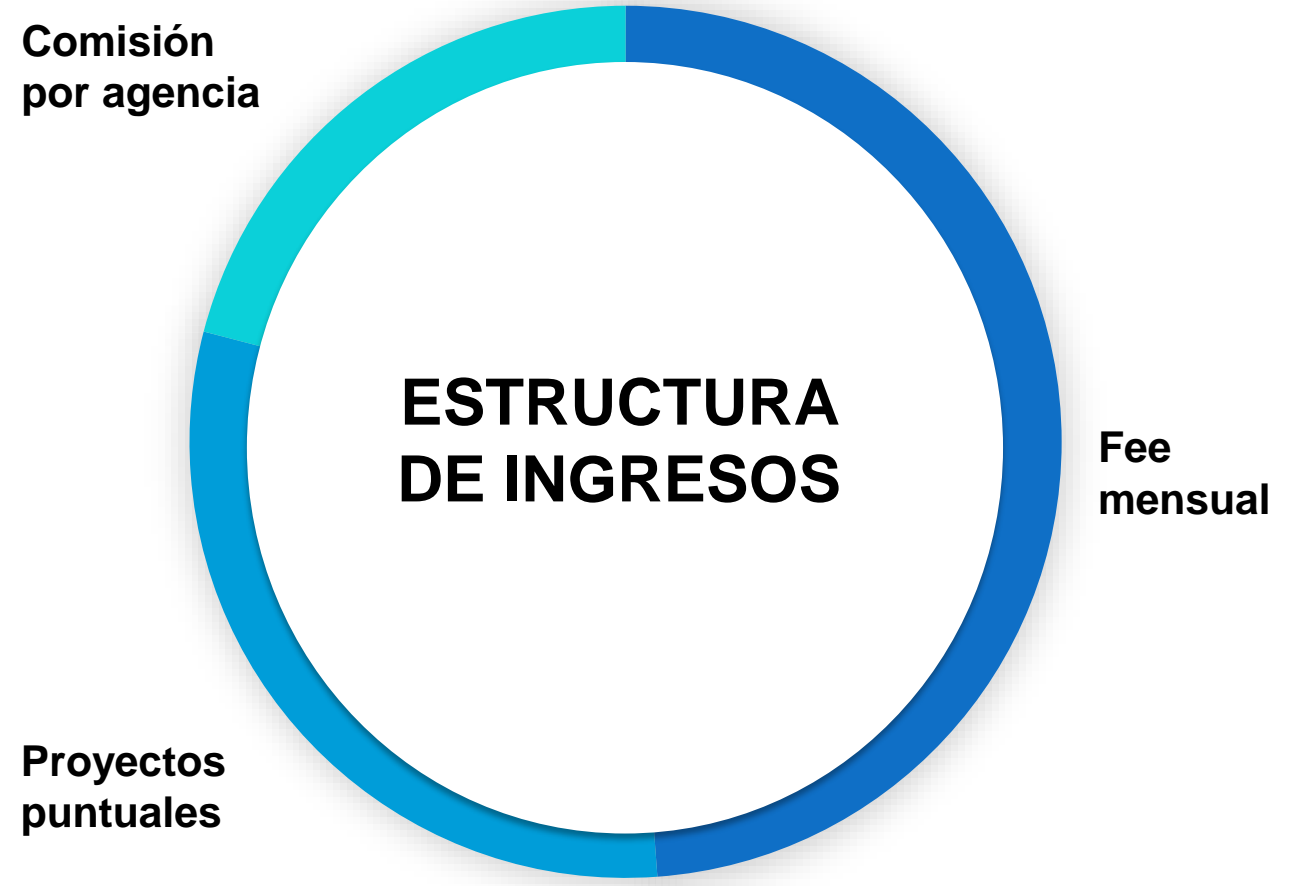 Comisión
por agencia
ESTRUCTURA
DE INGRESOS
Fee
mensual
Proyectos
puntuales